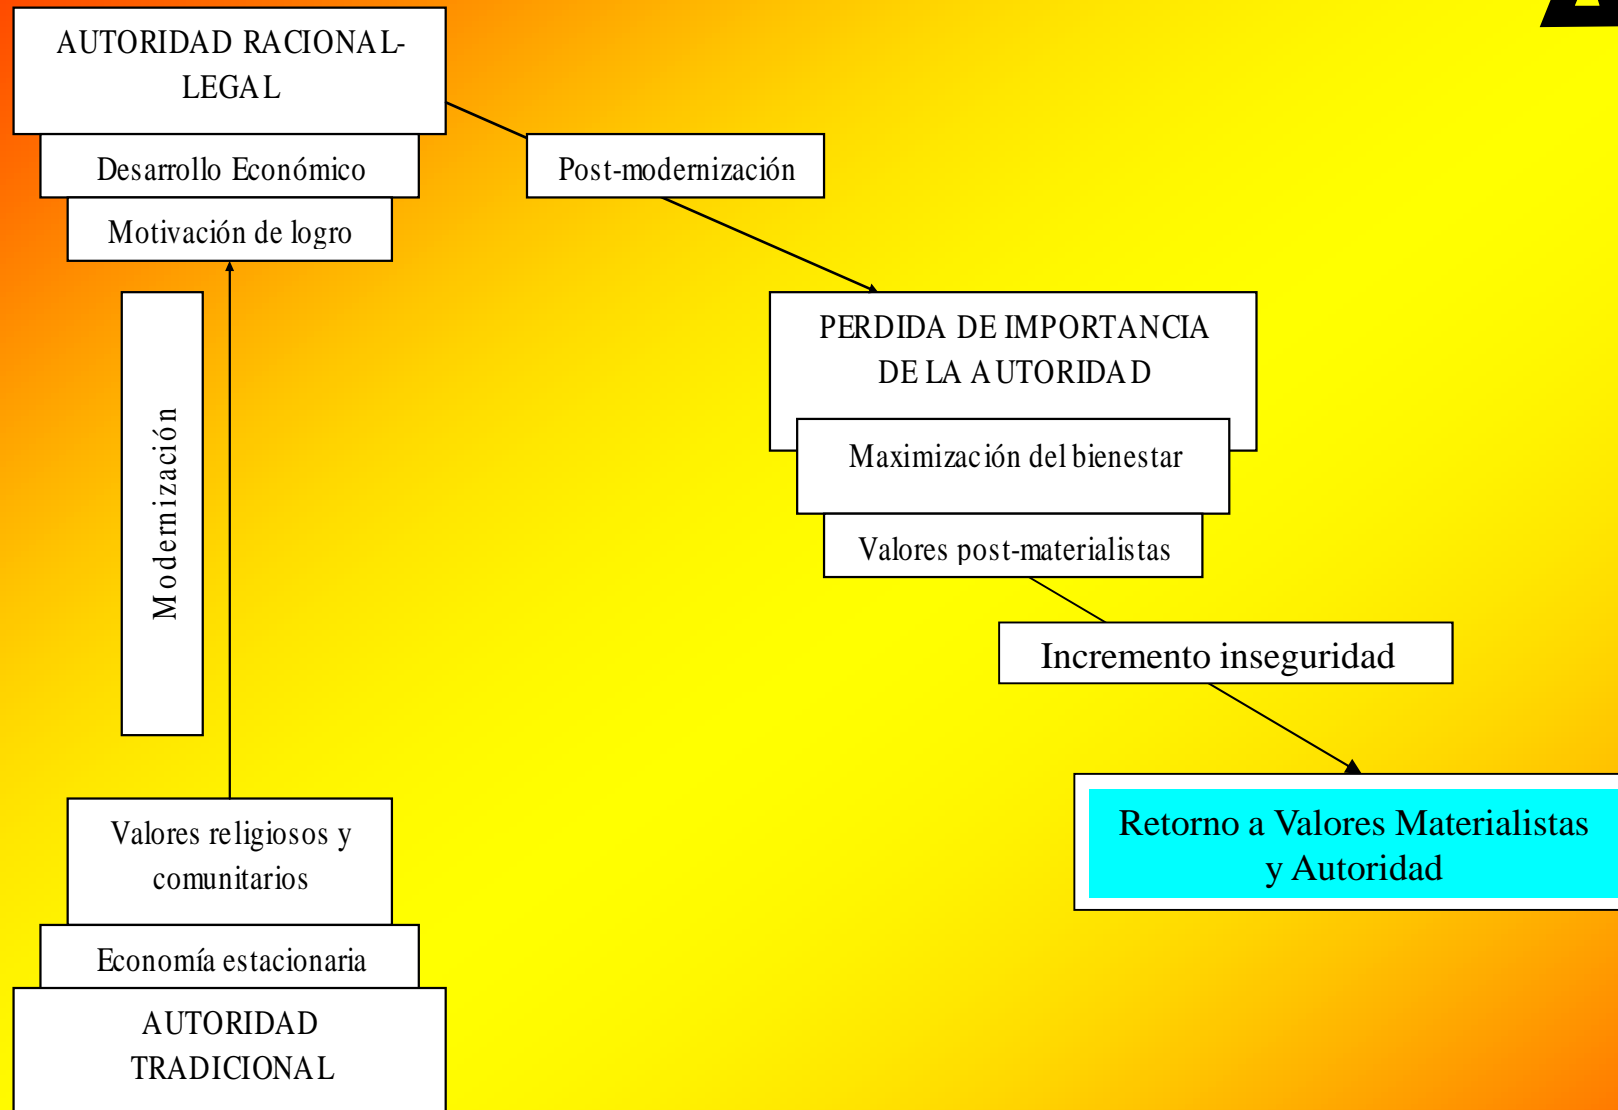 AUTORIDAD RACIONAL-
LEGAL
Desarrollo Económico
Motivación de logro
Post-modernización
PERDIDA DE IMPORTANCIA
DE LA AUTORIDAD
Maximización del bienestar
Valores post-materialistas
Modernización
Incremento inseguridad
Retorno a Valores Materialistas
y Autoridad
Valores religiosos y
comunitarios
Economía estacionaria
AUTORIDAD
TRADICIONAL